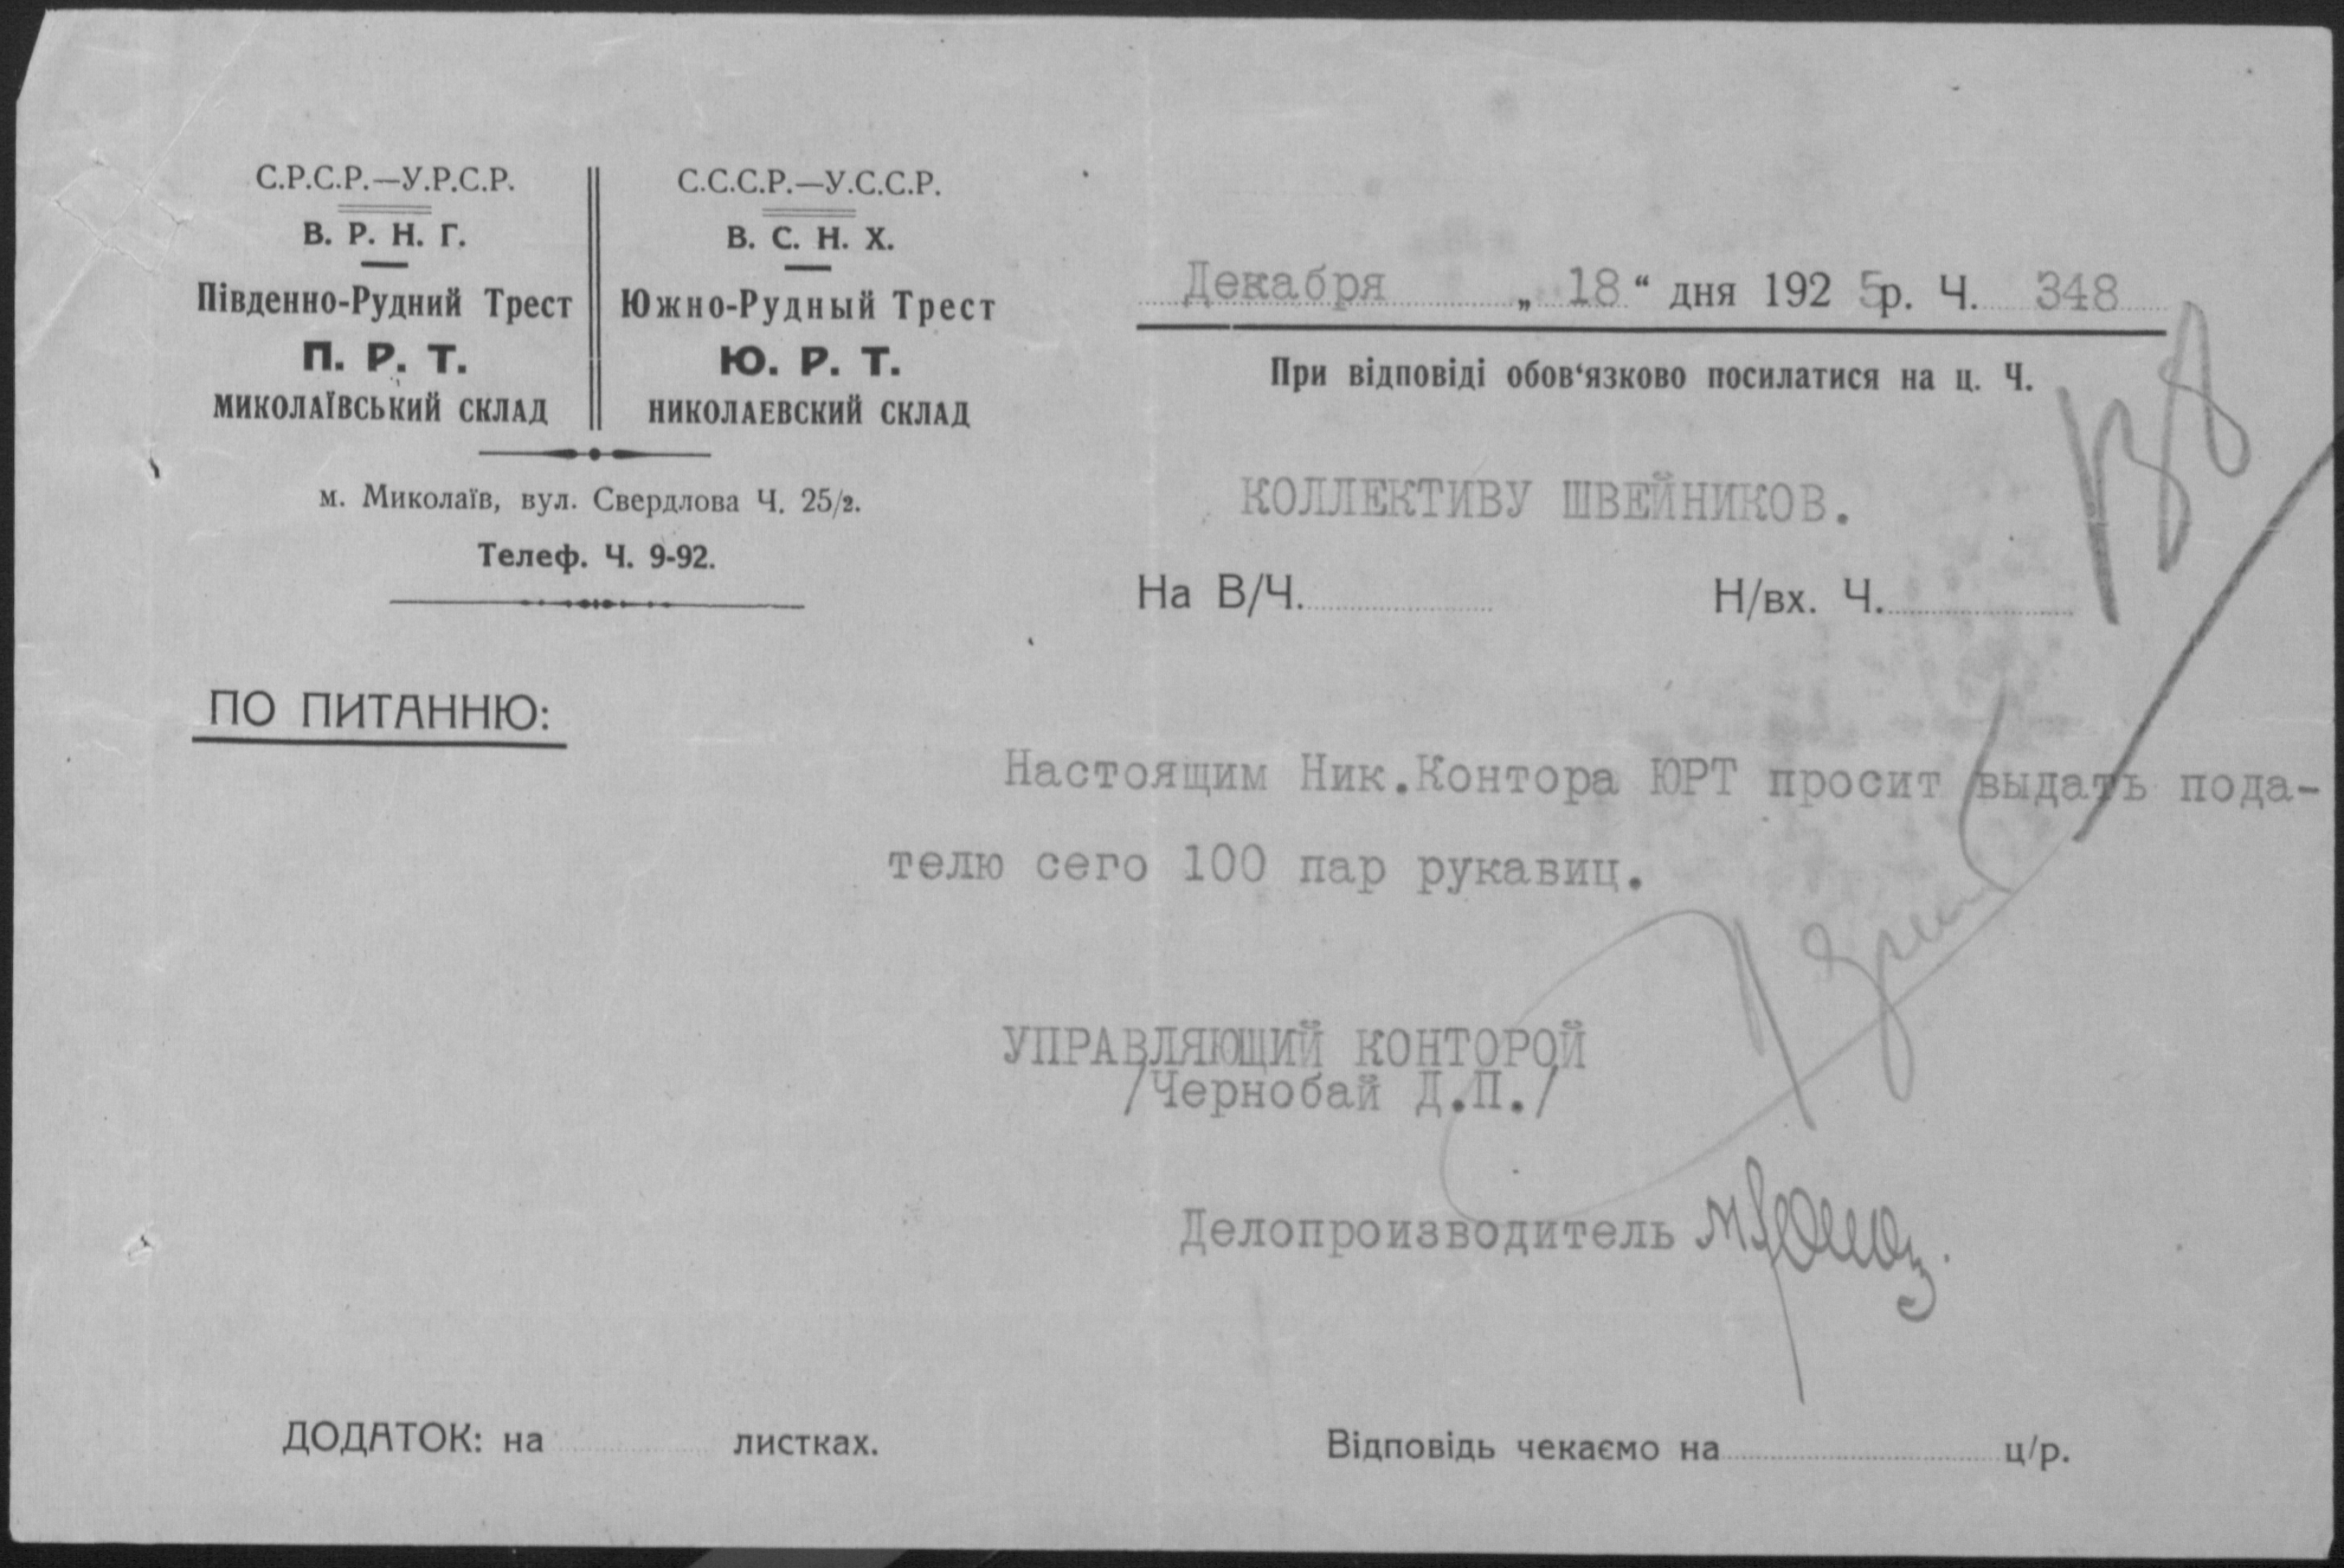 С.Р.С.Р.—У.Р.С.Р.
В. Р. Н. Г.
Південно-Рудний Трест
П. Р. Т.
МИКОЛАЇВСЬКИЙ СКЛАД
С.С.С.Р.—У.С.С.Р.
В. С. Н. Х.
Южно-Рудный Трест
Ю. Р. Т.
НИКОЛАЕВСКИЙ СКЛАД
м. Миколаїв, вул. Свердлова Ч. 25/2.
Телеф. Ч. 9-92.
Декабря „ 18 “ дня 1925р. Ч. 348
При відповіді обов‘язково посилатися на ц. Ч.
КОЛЛЕКТИВУ ШВЕЙНИКОВ.
На В/Ч. Н/вх. Ч.
ПО ПИТАННЮ:
Настоящим Ник.Контора ЮРТ просит выдать пода-
телю сего 100 пар рукавиц.
УПРАВЛЯЮЩИЙ КОНТОРОЙ
/Чернобай Д.П./
Делопроизводитель
ДОДАТОК: на листках.
Відповідь чекаємо на ц/р.